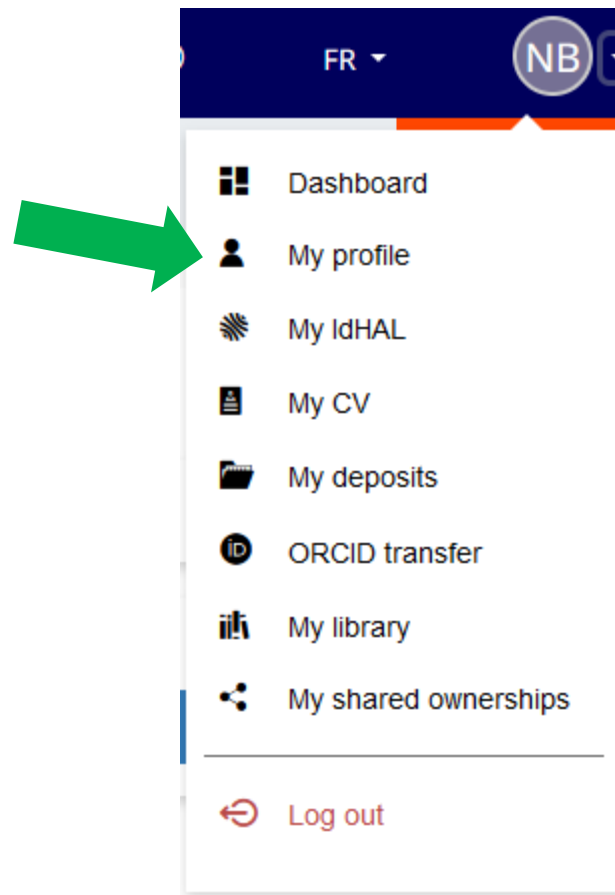 FR
NB
Dashboard
My profile
My IdHAL
My CV
My deposits
iD
ORCID transfer
My library
My shared ownerships
Log out